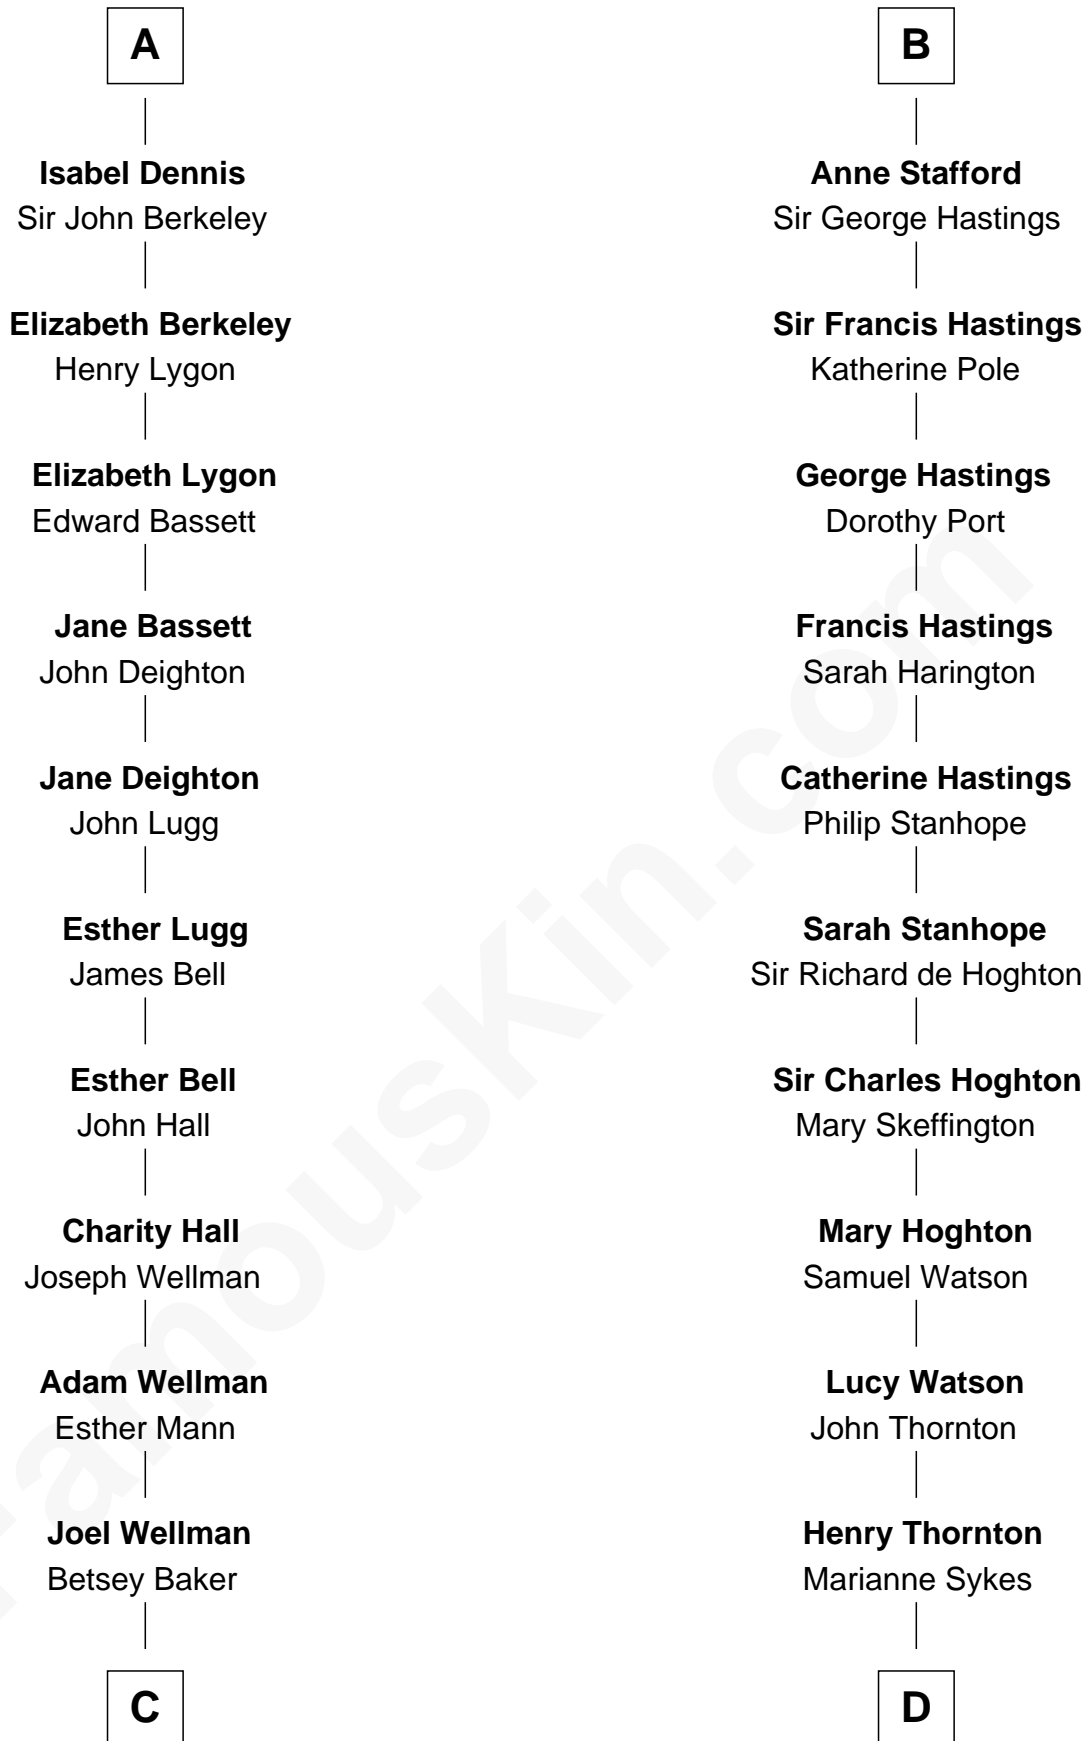 A
Isabel Dennis
Sir John Berkeley
Elizabeth Berkeley
Henry Lygon
Elizabeth Lygon
Edward Bassett
Jane Bassett
John Deighton
Jane Deighton
John Lugg
Esther Lugg
James Bell
Esther Bell
John Hall
Charity Hall
Joseph Wellman
Adam Wellman
Esther Mann
Joel Wellman
Betsey Baker
C
B
Anne Stafford
Sir George Hastings
Sir Francis Hastings
Katherine Pole
George Hastings
Dorothy Port
Francis Hastings
Sarah Harington
Catherine Hastings
Philip Stanhope
Sarah Stanhope
Sir Richard de Hoghton
Sir Charles Hoghton
Mary Skeffington
Mary Hoghton
Samuel Watson
Lucy Watson
John Thornton
Henry Thornton
Marianne Sykes
D
FamousKin.com